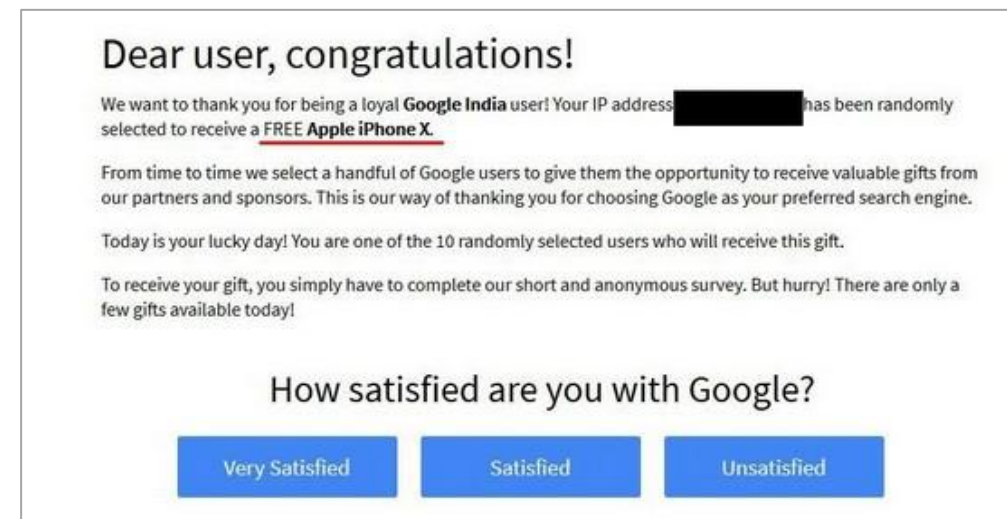 Dear user, congratulations!
We want to thank you for being a loyal Google India user! Your IP address has been randomly
selected to receive a FREE Apple iPhone X.
From time to time we select a handful of Google users to give them the opportunity to receive valuable gifts from
our partners and sponsors. This is our way of thanking you for choosing Google as your preferred search engine.
Today is your lucky day! You are one of the 10 randomly selected users who will receive this gift.
To receive your gift, you simply have to complete our short and anonymous survey. But hurry! There are only a
few gifts available today!
How satisfied are you with Google?
Very Satisfied
Satisfied
Unsatisfied